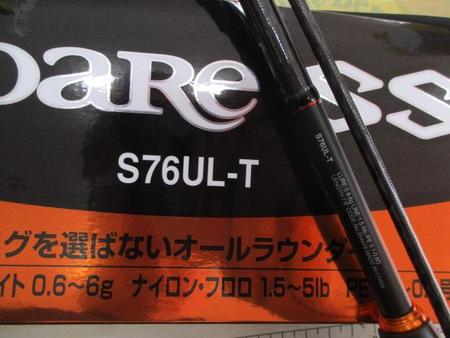 oaRe SS
S76UL-T
グを選ばないオールラウンダー
イト 0.6～6g ナイロン・フロロ 1.5～5lb PE
S76UL-T